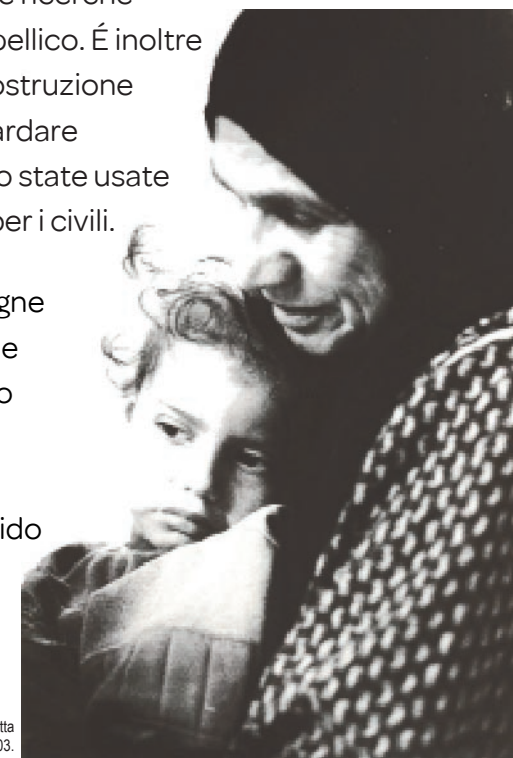 bellico. É inoltre
ostruzione
ardare
o state usate
per i civili.
gne
e
o
ido
tta
03.